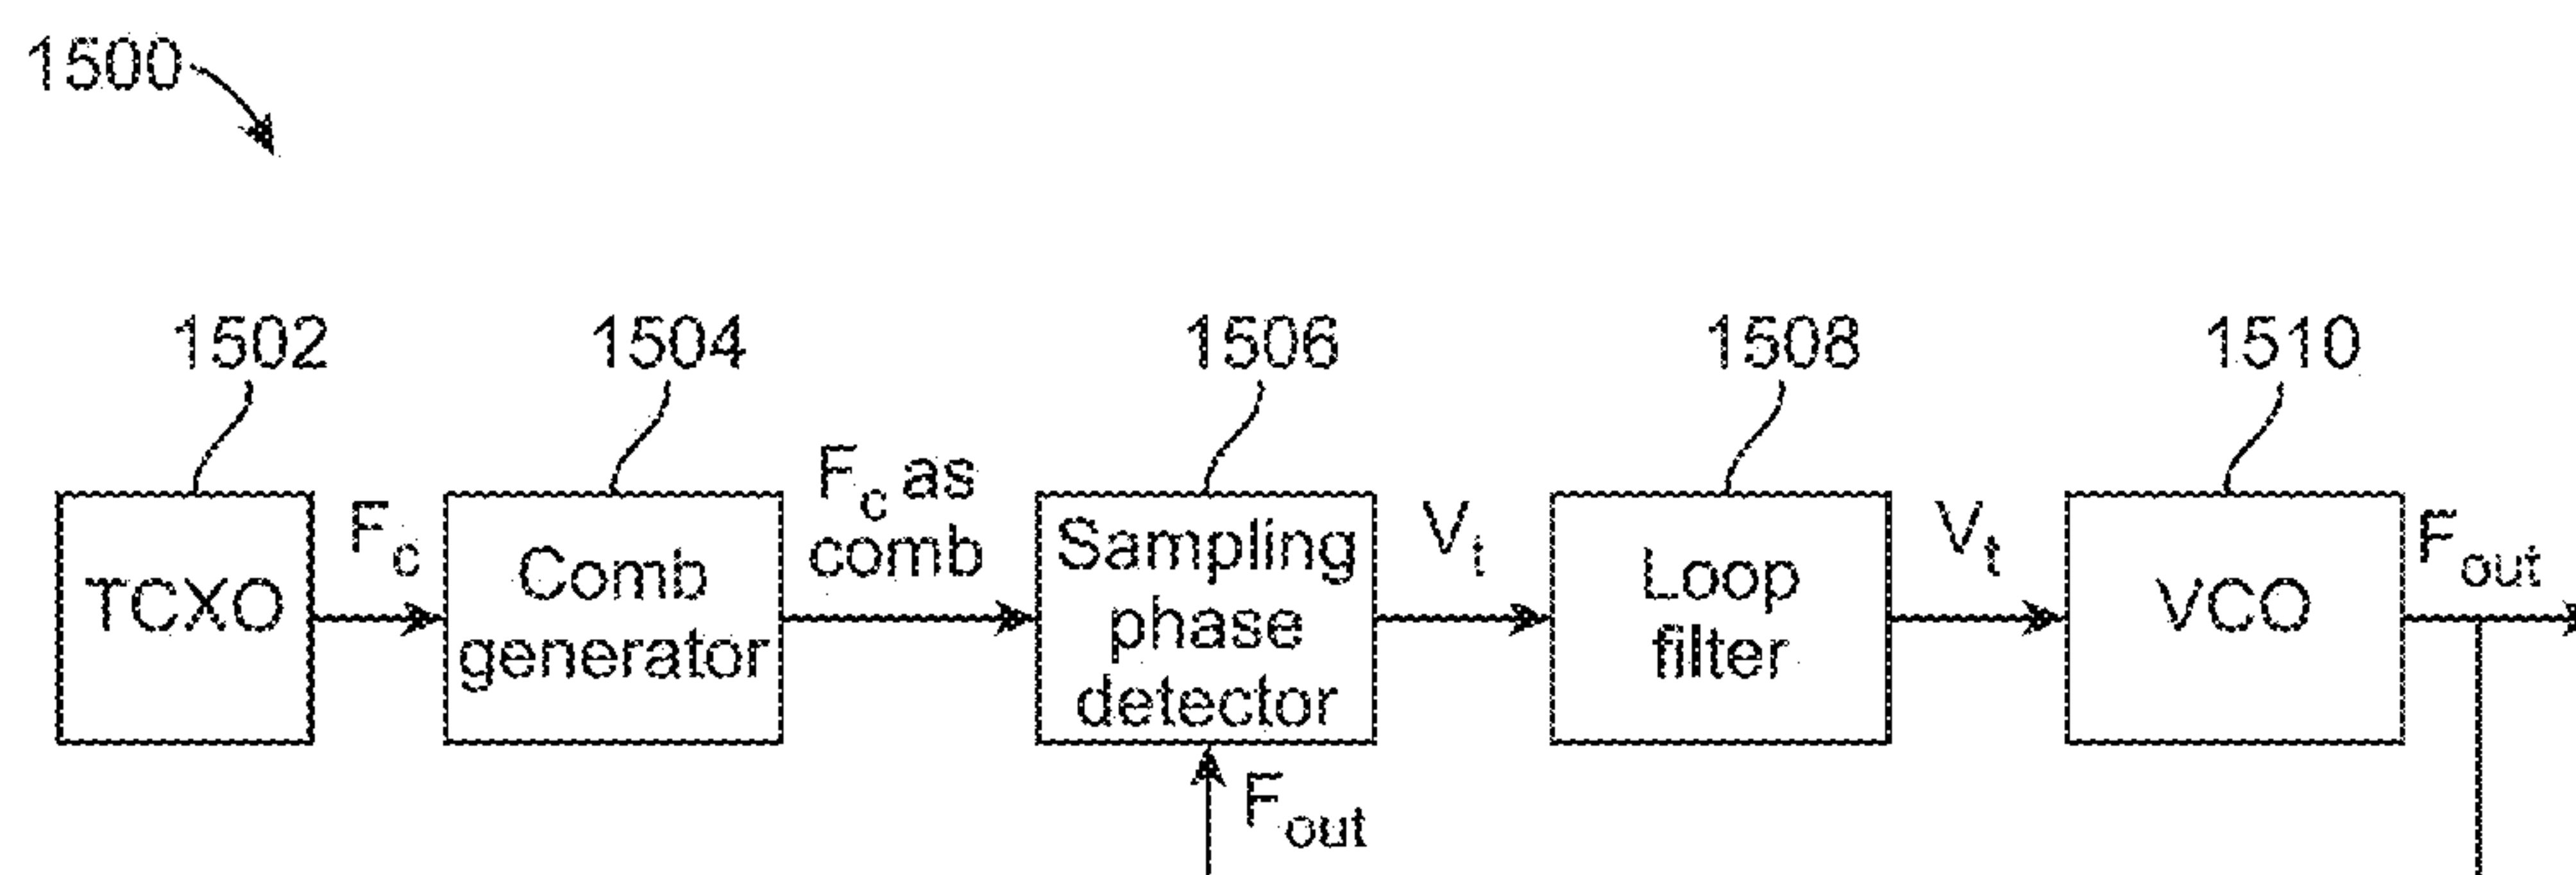 1500
1502
1504
1506
1508
1510
TCXO
F_c
Comb
generator
F_c as
comb
Sampling
phase
detector
V_t
Loop
filter
V_t
VCO
F_out
F_out